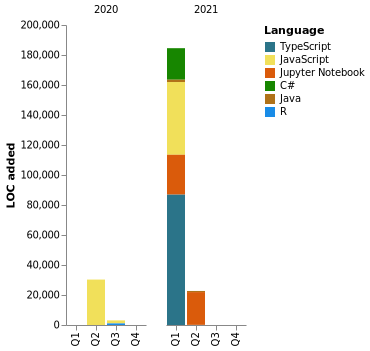 2020
2021
200,000
180,000
160,000
140,000
120,000
100,000
80,000
60,000
40,000
20,000
0
LOC added
Q1
Q2
Q3
Q4
Q1
Q2
Q3
Q4
Language
TypeScript
JavaScript
Jupyter Notebook
C#
Java
R